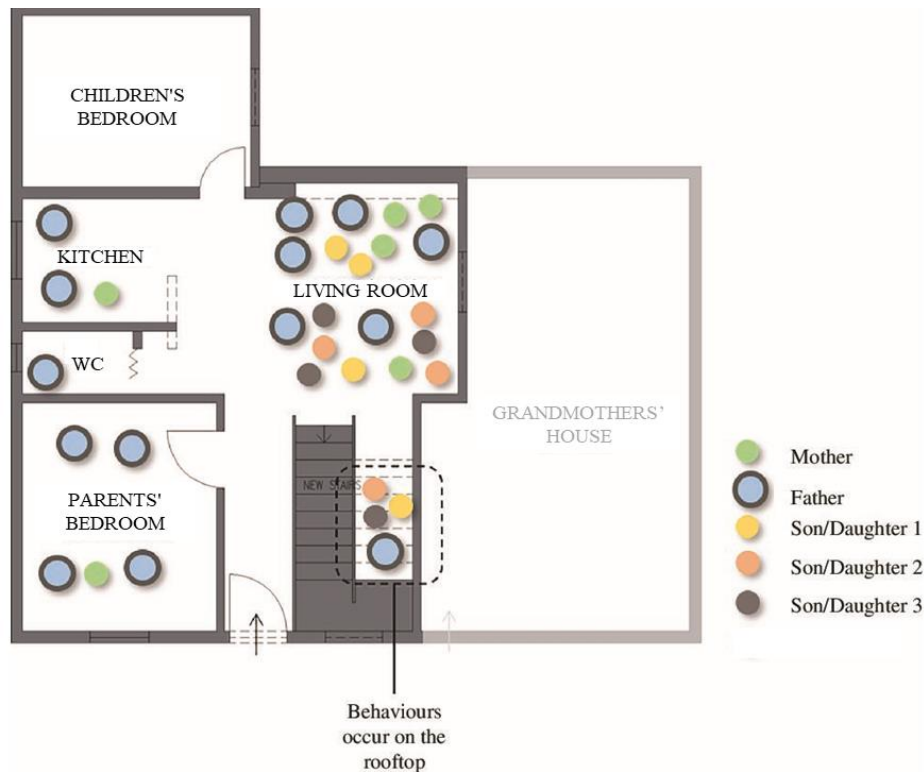 CHILDREN'S
BEDROOM
KITCHEN
LIVING ROOM
WC
GRANDMOTHERS'
HOUSE
NEW STAIRS
PARENTS'
BEDROOM
Mother
Father
Son/Daughter 1
Son/Daughter 2
Son/Daughter 3
Behaviours
occur on the
rooftop